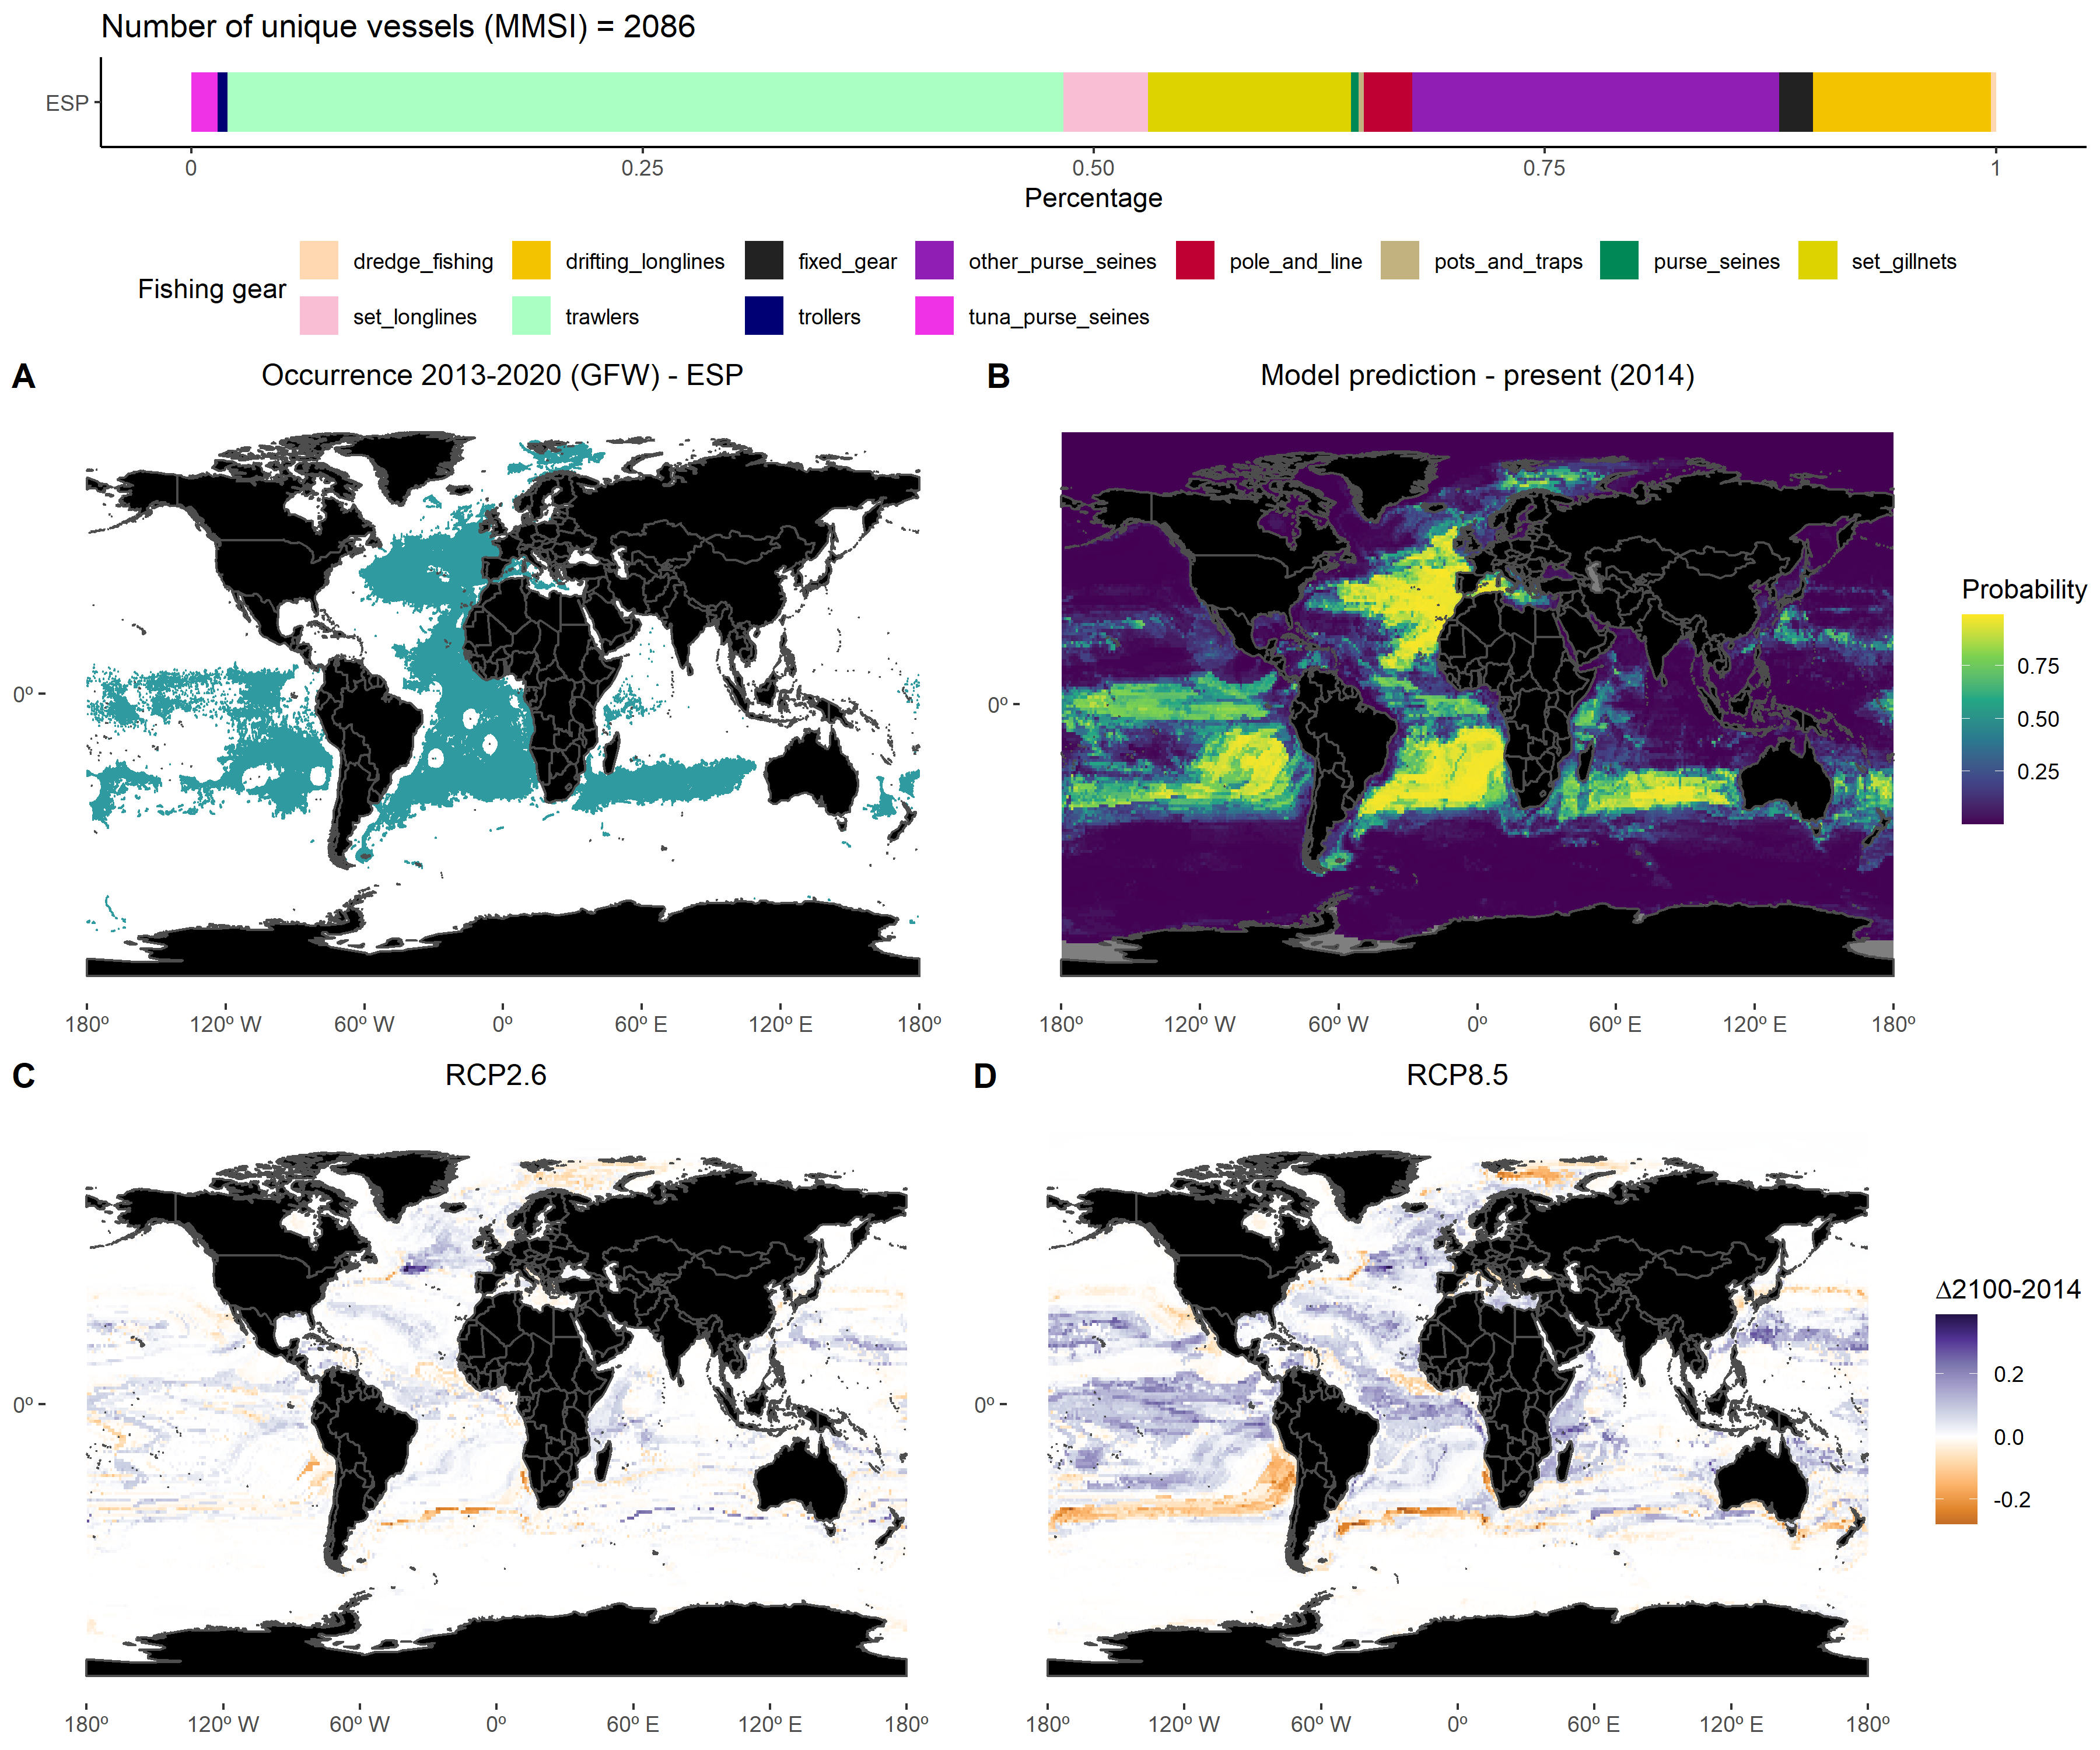 Number of unique vessels (MMSI) = 2086
ESP
0 0.25 0.50 0.75 1
Percentage
Fishing gear
dredge_fishing drifting_longlines fixed_gear other_purse_seines pole_and_line pots_and_traps purse_seines set_gillnets
set_longlines trawlers trollers tuna_purse_seines
A Occurrence 2013-2020 (GFW) - ESP
0º
180º 120º W 60º W 0º 60º E 120º E 180º
B Model prediction - present (2014)
0º
180º 120º W 60º W 0º 60º E 120º E 180º
Probability
0.75
0.50
0.25
C RCP2.6
0º
180º 120º W 60º W 0º 60º E 120º E 180º
D RCP8.5
0º
180º 120º W 60º W 0º 60º E 120º E 180º
Δ2100-2014
0.2
0.0
-0.2